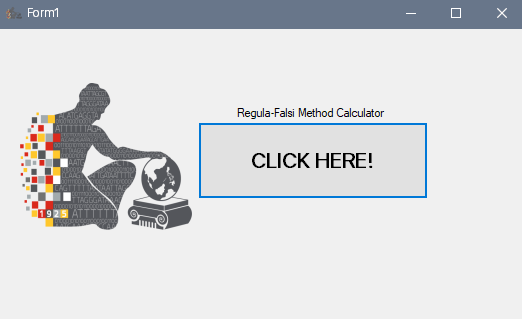 Form1
Regula-Falsi Method Calculator
CLICK HERE!
1925